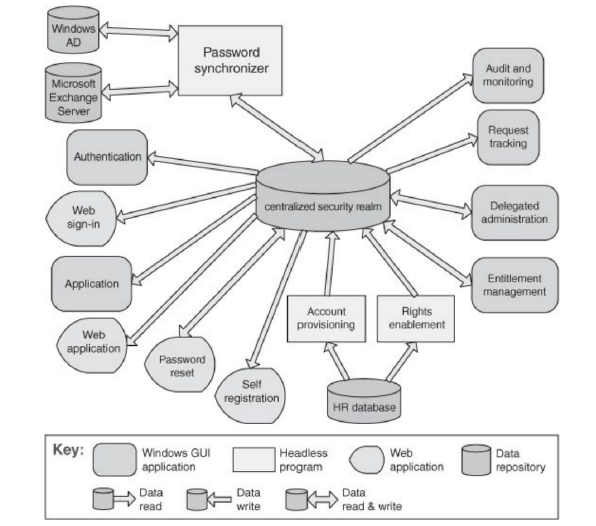 Windows
AD
Password
synchronizer
Microsoft
Exchange
Server
Audit and
monitoring
Request
tracking
Authentication
centralized security realm
Web
sign-in
Delegated
administration
Application
Entitlement
management
Account
provisioning
Rights
enablement
Web
application
Password
reset
Self
registration
HR database
Key:
Windows GUI
application
Headless
program
Web
application
Data
repository
Data
read
Data
write
Data
read & write